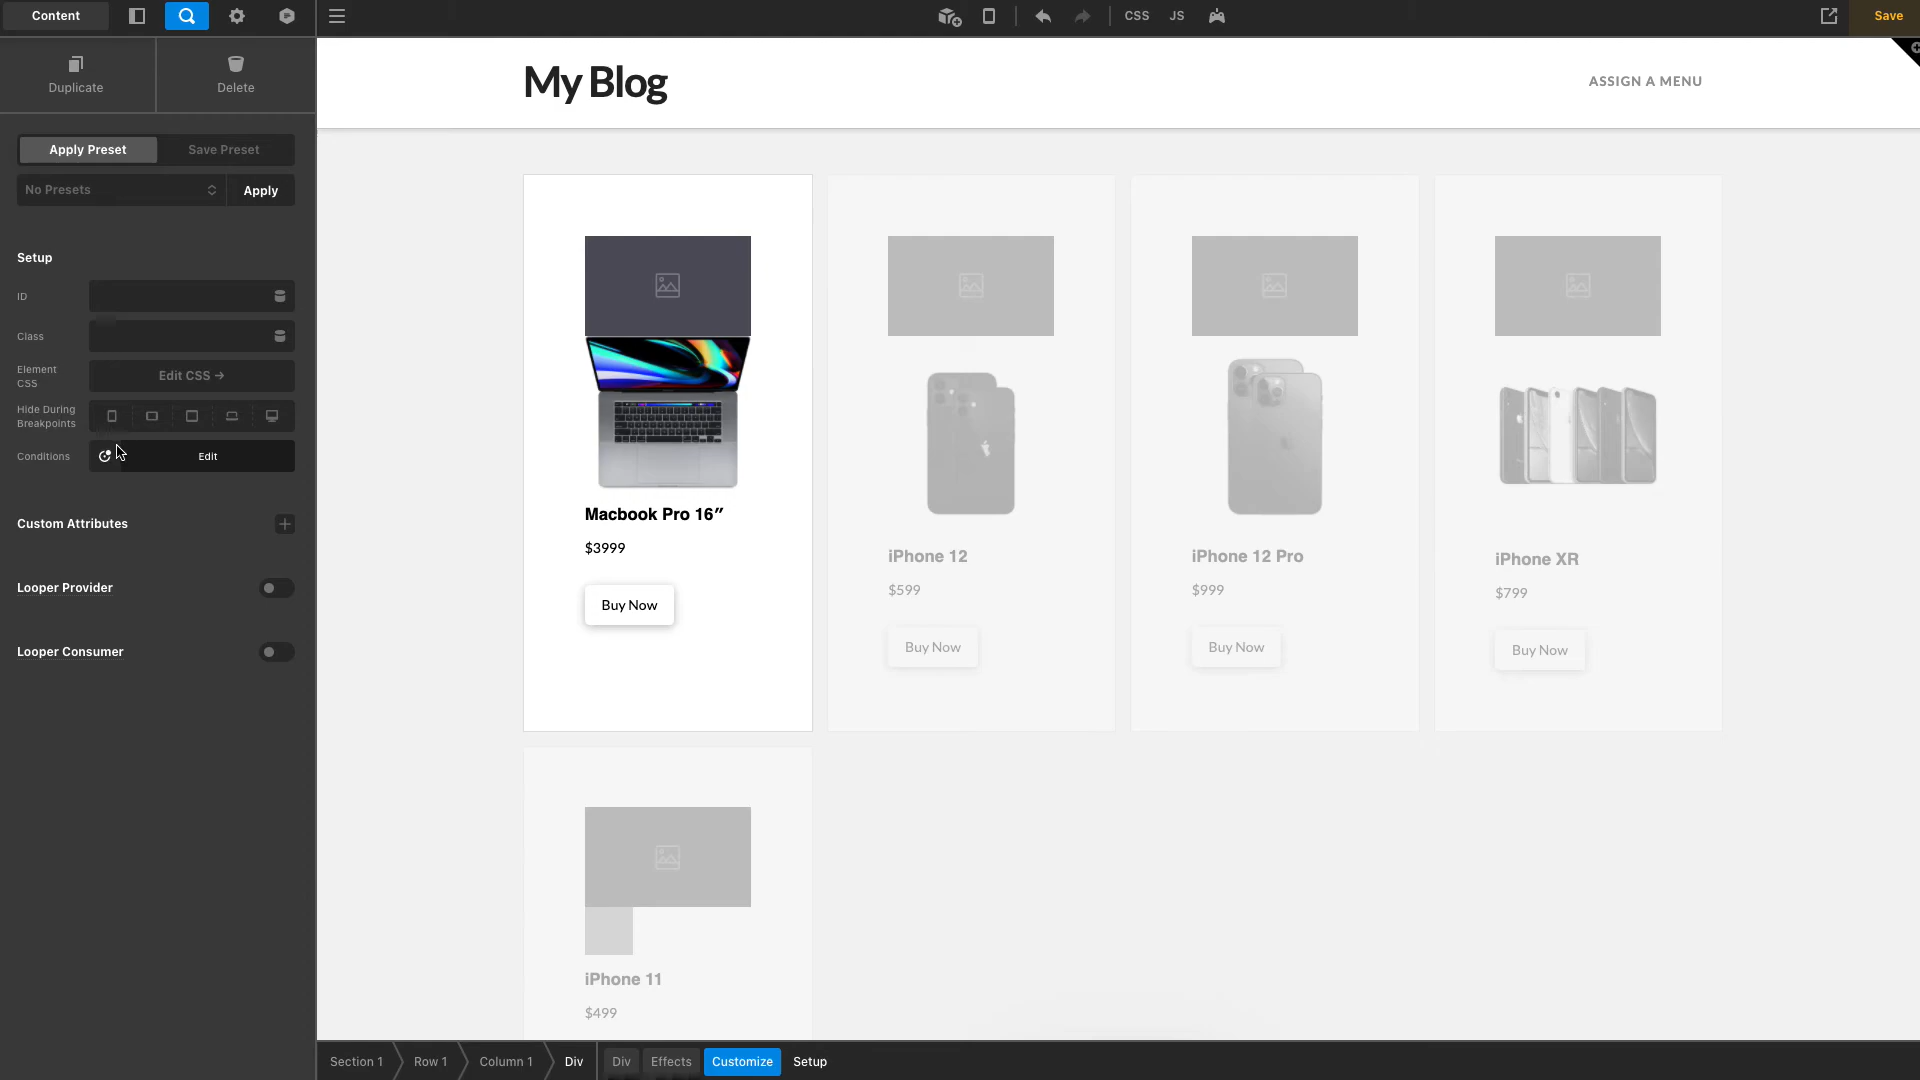 Content
CSS
JS
Save
Duplicate
Delete
Apply Preset
Save Preset
No Presets
Apply
Setup
ID
Class
Element
CSS
Edit CSS →
Hide During
Breakpoints
Conditions
Edit
Custom Attributes
Looper Provider
Looper Consumer
My Blog
ASSIGN A MENU
Macbook Pro 16″
$3999
Buy Now
iPhone 12
$599
Buy Now
iPhone 12 Pro
$999
Buy Now
iPhone XR
$799
Buy Now
iPhone 11
$499
Section 1
Row 1
Column 1
Div
Div
Effects
Customize
Setup